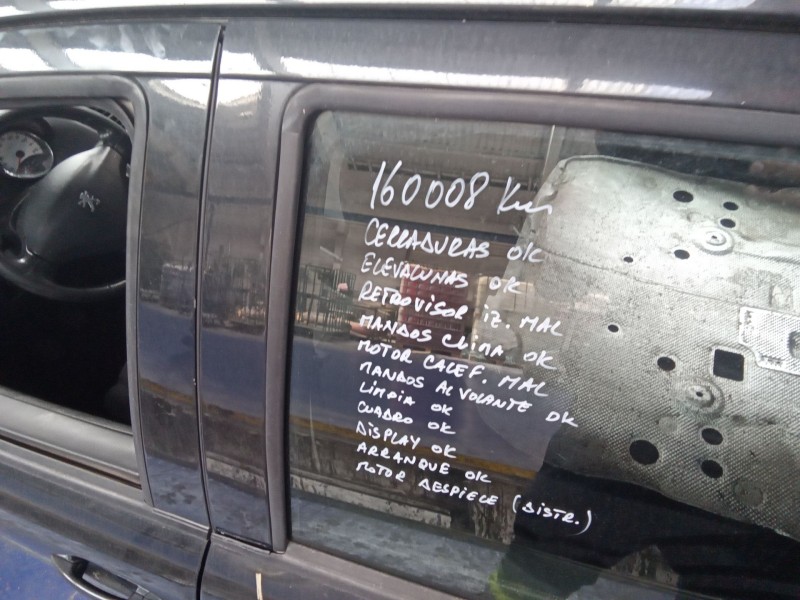 160008 Km
CERRADURAS OK
ELEVALUNAS OK
RETROVISOR IZ. MAL
MANDOS CLIMA OK
MOTOR CALEF. MAL
MANDOS AL VOLANTE OK
LIMPIA OK
CUADRO OK
DISPLAY OK
ARRANQUE OK
MOTOR DESPIECE (DISTR.)